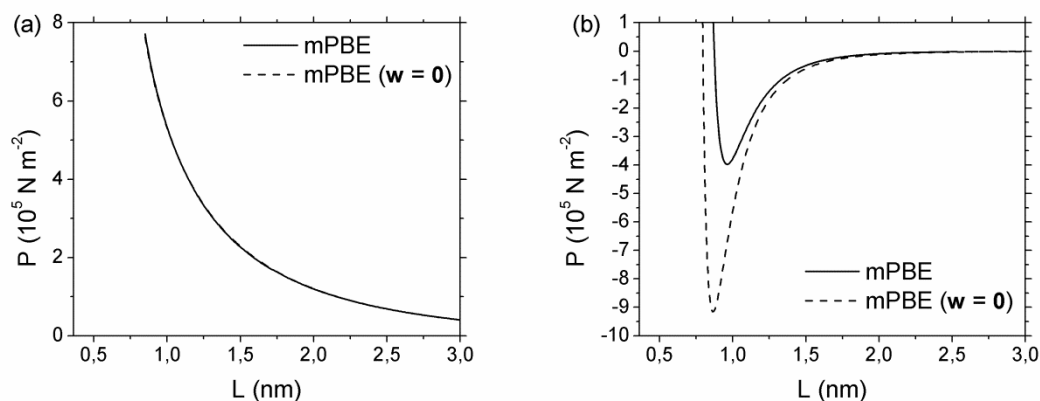 (a)
8
6
4
2
0
P (10⁵ N m⁻²)
mPBE
mPBE (w = 0)
0,5 1,0 1,5 2,0 2,5 3,0
L (nm)
(b)
1
0
-1
-2
-3
-4
-5
-6
-7
-8
-9
-10
P (10⁵ N m⁻²)
mPBE
mPBE (w = 0)
0,5 1,0 1,5 2,0 2,5 3,0
L (nm)